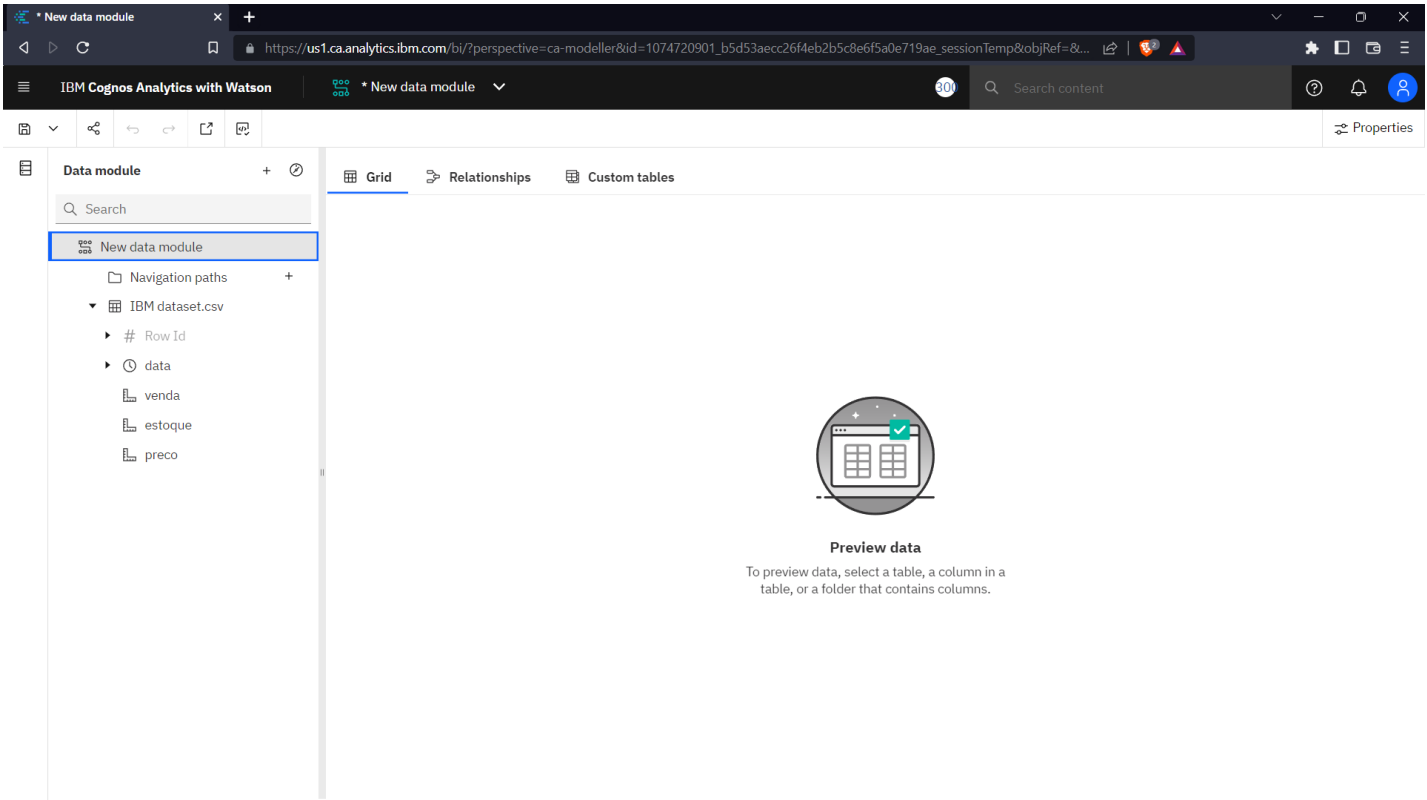 * New data module
https://us1.ca.analytics.ibm.com/bi/?perspective=ca-modeller&id=1074720901_b5d53aecc26f4eb2b5c8e6f5a0e719ae_sessionTemp&objRef=&...
2
IBM Cognos Analytics with Watson
* New data module
300
Search content
Properties
Data module
Grid
Relationships
Custom tables
Search
New data module
Navigation paths
IBM dataset.csv
# Row Id
data
venda
estoque
preco
Preview data
To preview data, select a table, a column in a
table, or a folder that contains columns.